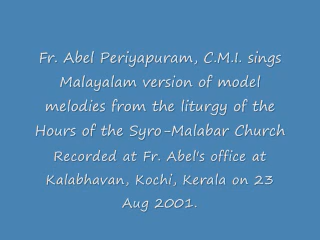 Fr. Abel Periyapuram, C.M.I. sings
Malayalam version of model
melodies from the liturgy of the
Hours of the Syro-Malabar Church
Recorded at Fr. Abel's office at
Kalabhavan, Kochi, Kerala on 23
Aug 2001.